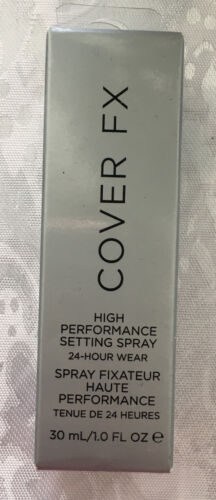 COVER FX
HIGH
PERFORMANCE
SETTING SPRAY
24-HOUR WEAR
SPRAY FIXATEUR
HAUTE
PERFORMANCE
TENUE DE 24 HEURES
30 mL/1.0 FL OZ ℮